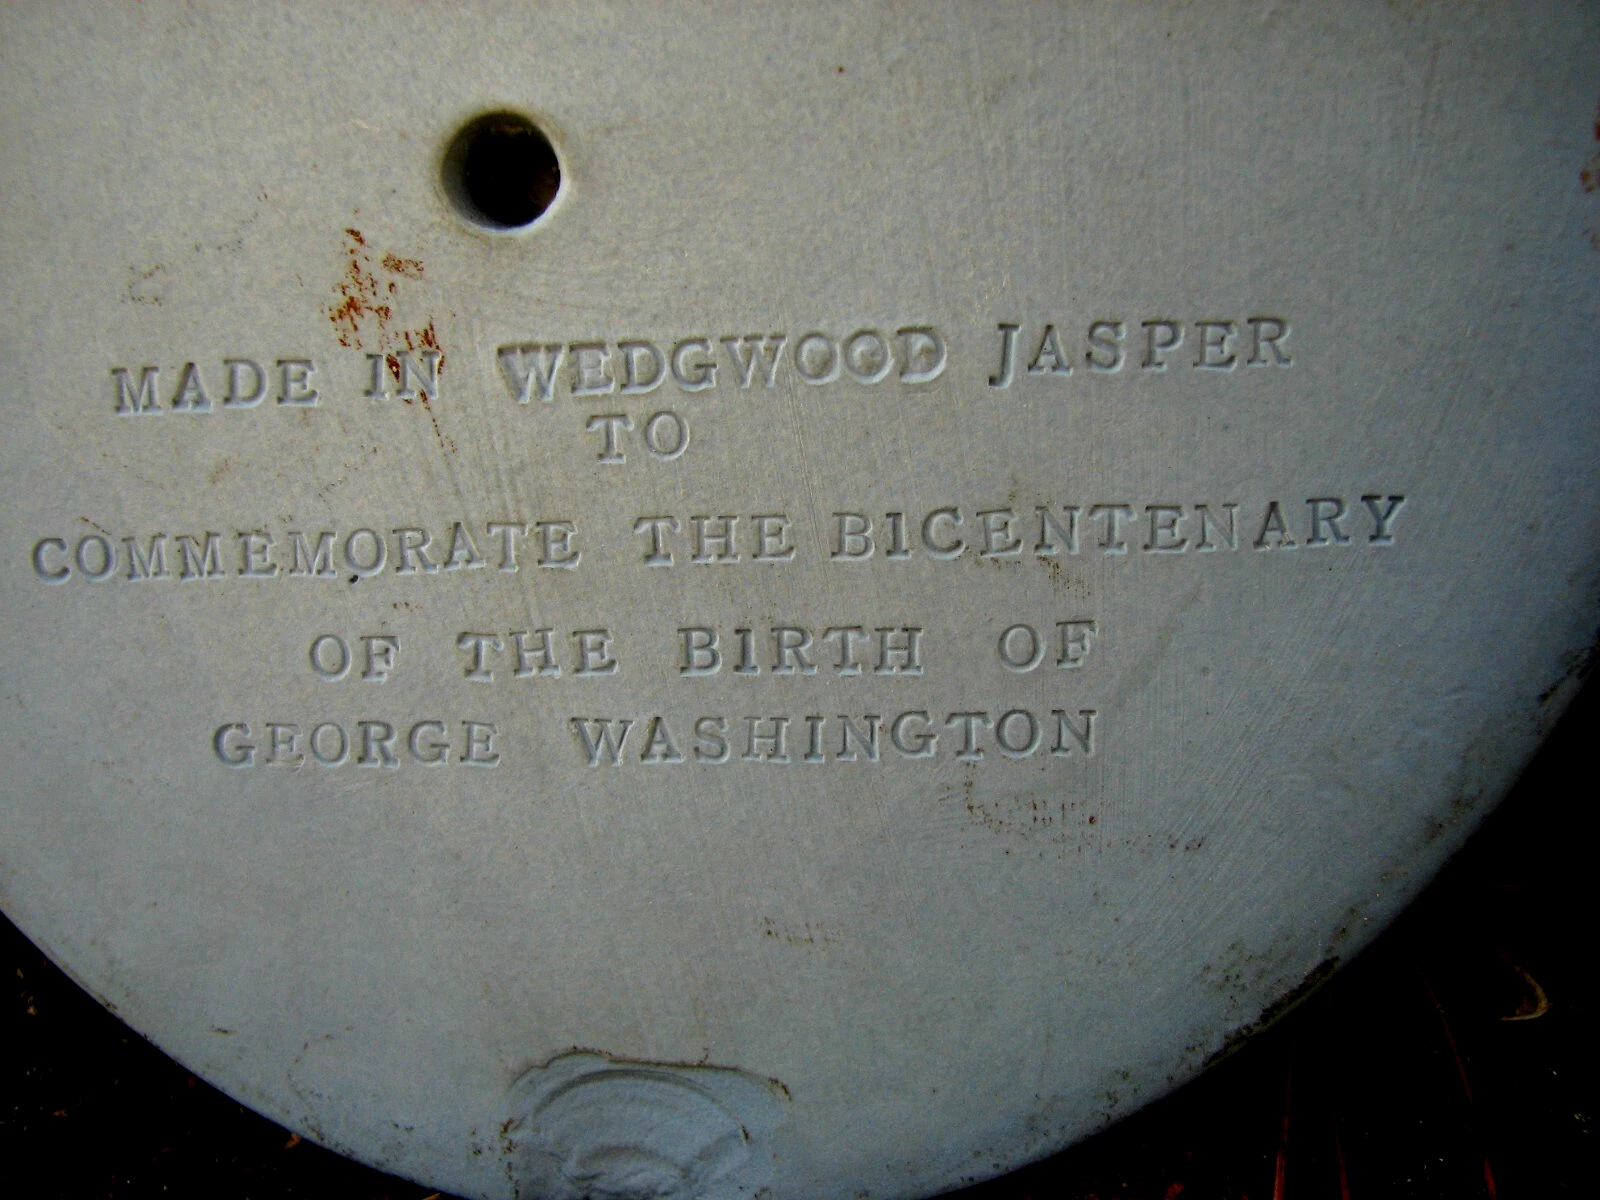 MADE IN WEDGWOOD JASPER
TO
COMMEMORATE THE BICENTENARY
OF THE BIRTH OF
GEORGE WASHINGTON